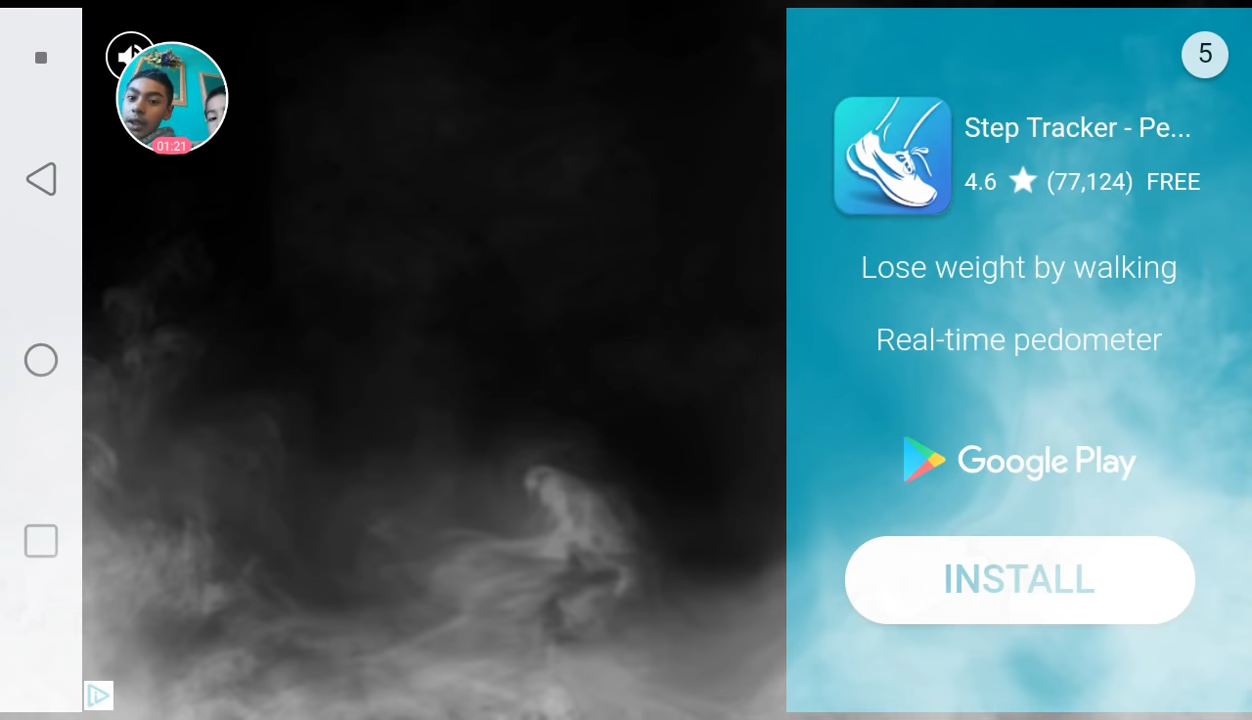 01:21
5
Step Tracker - Pe...
4.6 ★ (77,124) FREE
Lose weight by walking
Real-time pedometer
Google Play
INSTALL